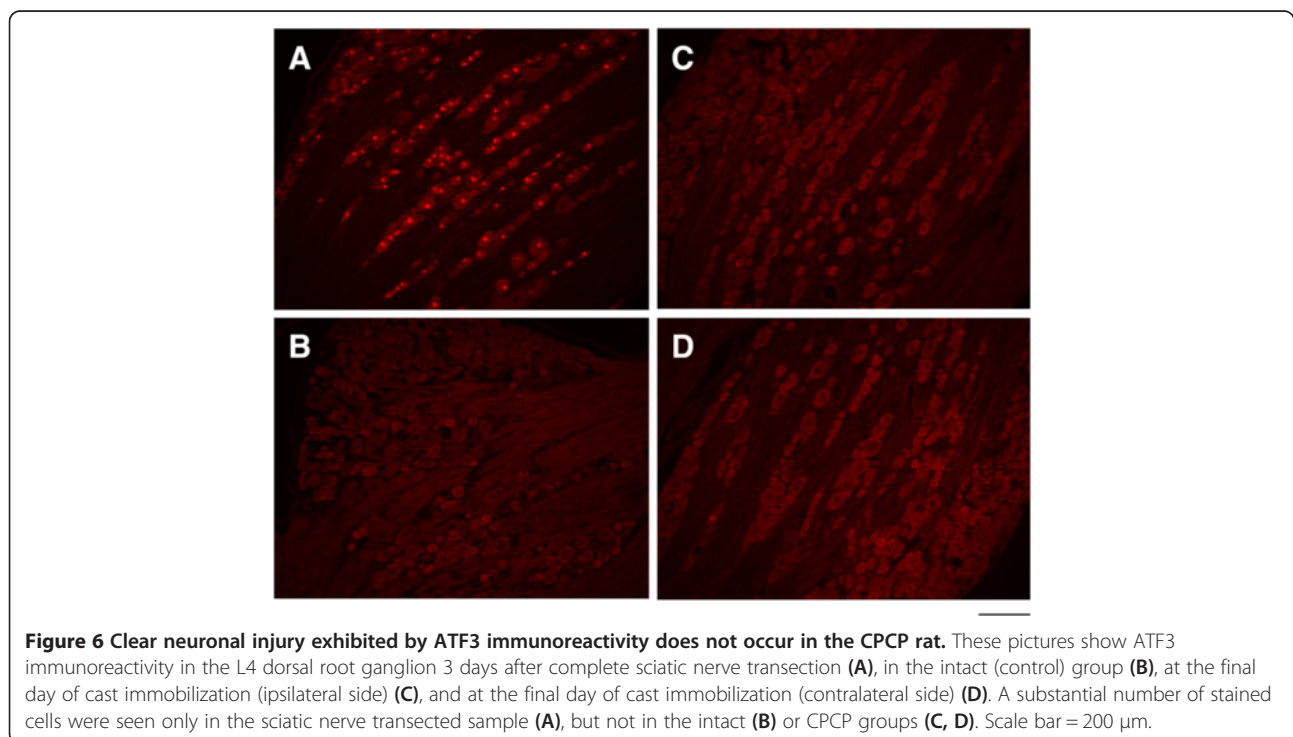 A
C
B
D
Figure 6 Clear neuronal injury exhibited by ATF3 immunoreactivity does not occur in the CPCP rat. These pictures show ATF3
immunoreactivity in the L4 dorsal root ganglion 3 days after complete sciatic nerve transection (A), in the intact (control) group (B), at the final
day of cast immobilization (ipsilateral side) (C), and at the final day of cast immobilization (contralateral side) (D). A substantial number of stained
cells were seen only in the sciatic nerve transected sample (A), but not in the intact (B) or CPCP groups (C, D). Scale bar = 200 μm.